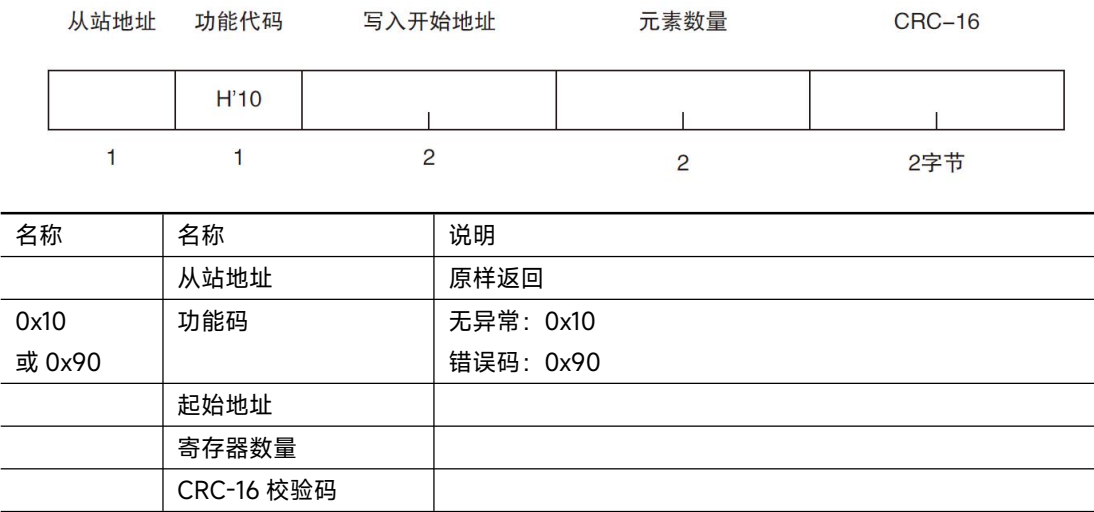 从站地址 功能代码 写入开始地址 元素数量 CRC-16
H'10
1 1 2 2 2字节
名称 名称 说明
从站地址 原样返回
0x10 功能码 无异常：0x10
或 0x90 错误码：0x90
起始地址
寄存器数量
CRC-16 校验码